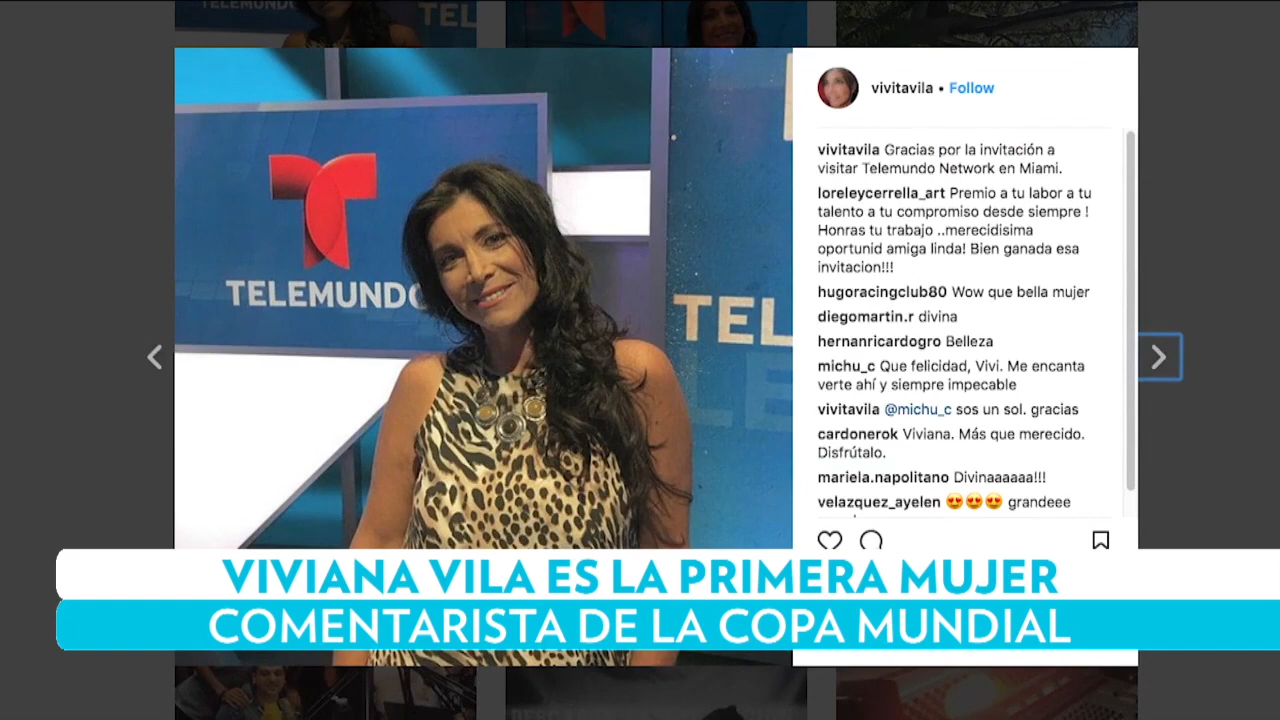 TELEMUNDO
TEL
TELEMUNDO
TEL
vivitavila • Follow
vivitavila Gracias por la invitación a
visitar Telemundo Network en Miami.
loreleycerrella_art Premio a tu labor a tu
talento a tu compromiso desde siempre !
Honras tu trabajo ..merecidisima
oportunid amiga linda! Bien ganada esa
invitacion!!!
hugoracingclub80 Wow que bella mujer
diegomartin.r divina
hernanricardogro Belleza
michu_c Que felicidad, Vivi. Me encanta
verte ahí y siempre impecable
vivitavila @michu_c sos un sol. gracias
cardonerok Viviana. Más que merecido.
Disfrútalo.
mariela.napolitano Divinaaaaaa!!!
velazquez_ayelen 😍😍😍 grandeee
VIVIANA VILA ES LA PRIMERA MUJER
COMENTARISTA DE LA COPA MUNDIAL